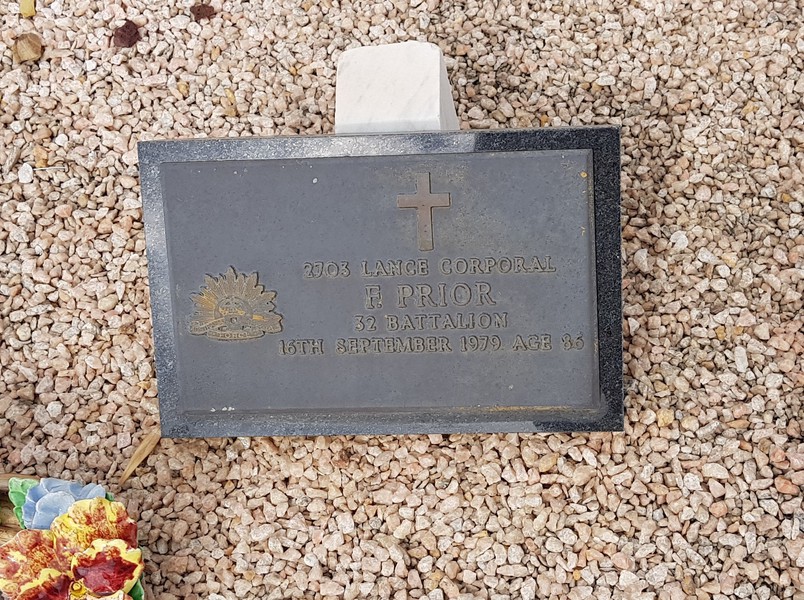 2703 LANCE CORPORAL
F. PRIOR
32 BATTALION
16TH SEPTEMBER 1979 AGE 86